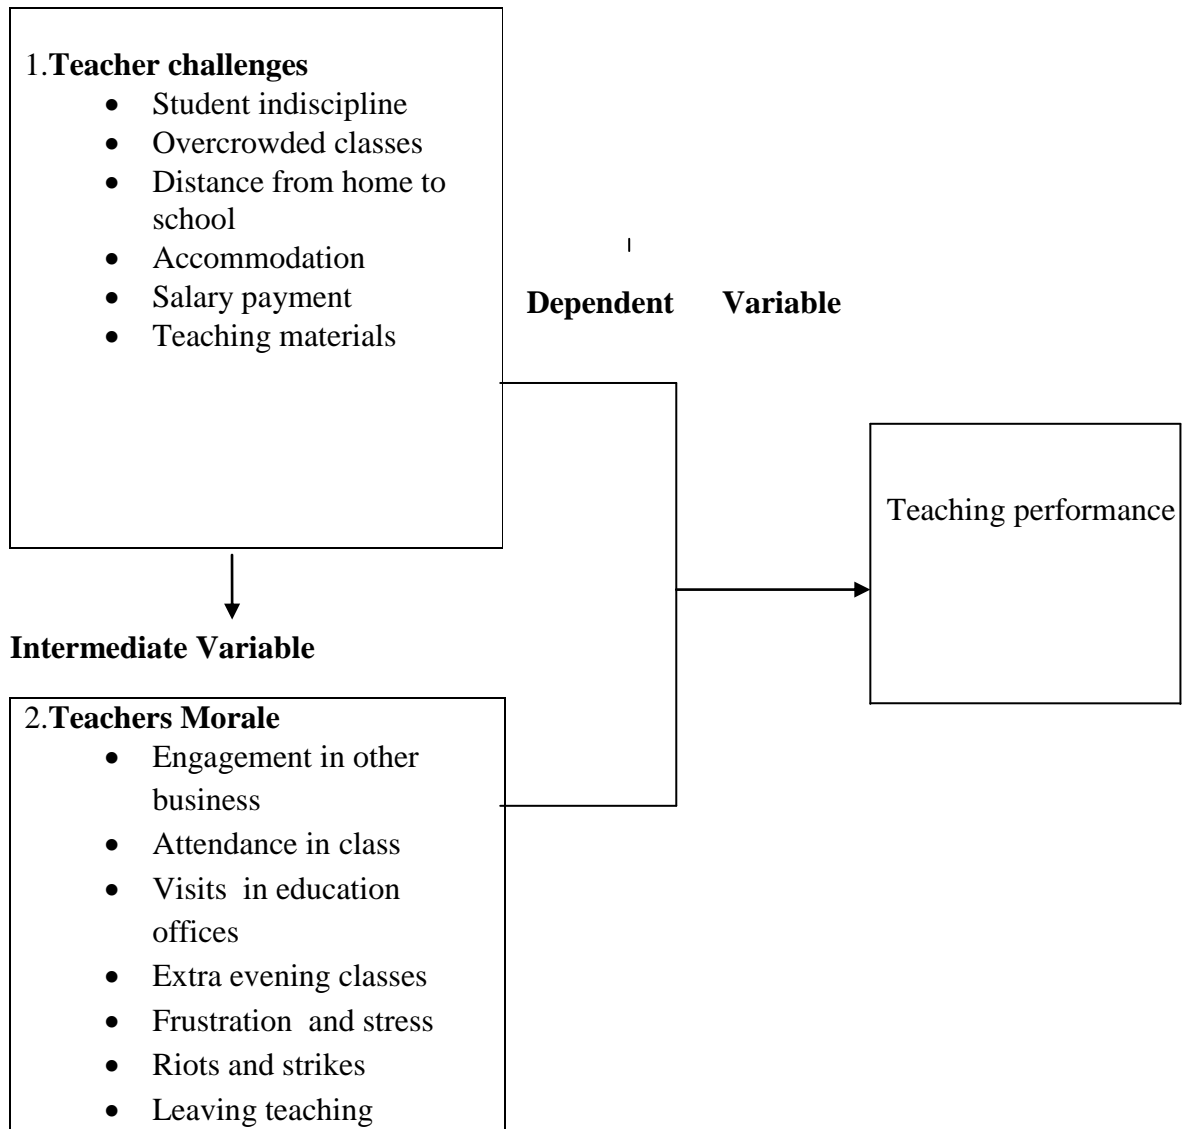 1.Teacher challenges
• Student indiscipline
• Overcrowded classes
• Distance from home to
school
• Accommodation
• Salary payment
• Teaching materials
Dependent Variable
Teaching performance
Intermediate Variable
2.Teachers Morale
• Engagement in other
business
• Attendance in class
• Visits in education
offices
• Extra evening classes
• Frustration and stress
• Riots and strikes
• Leaving teaching